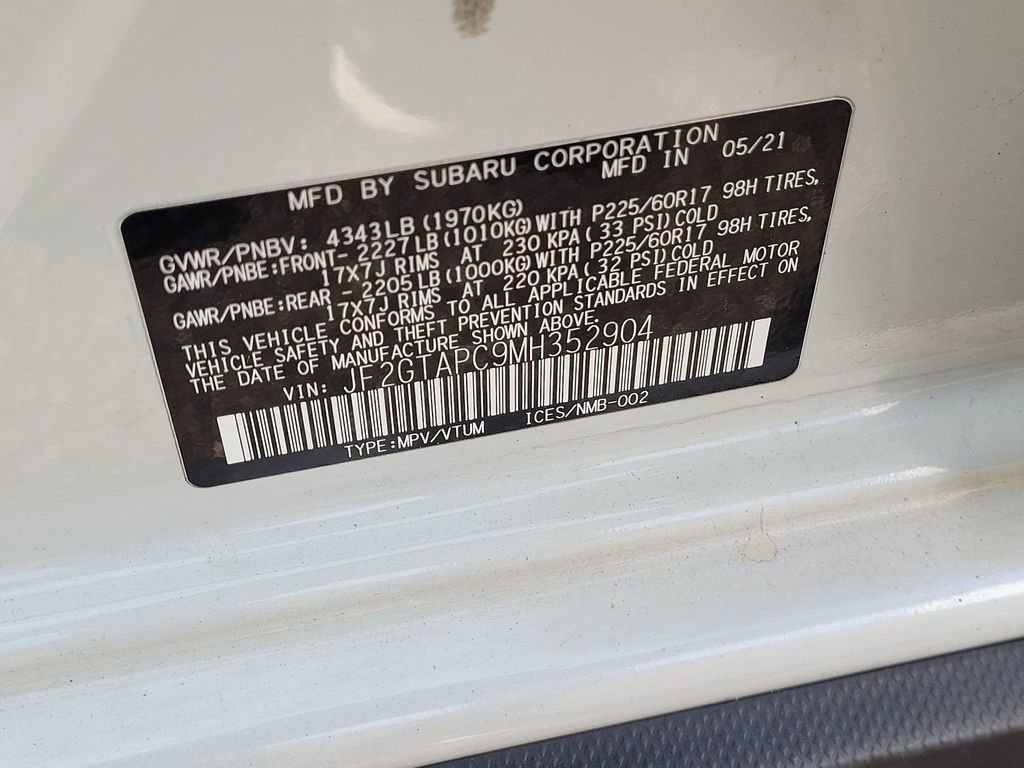 MFD BY SUBARU CORPORATION
MFD IN 05/21
GVWR/PNBV: 4343LB (1970KG)
GAWR/PNBE:FRONT- 2227LB (1010KG)WITH P225/60R17 98H TIRES,
17X7J RIMS AT 230 KPA( 33 PSI)COLD
GAWR/PNBE:REAR - 2205LB (1000KG)WITH P225/60R17 98H TIRES,
17X7J RIMS AT 220 KPA( 32 PSI)COLD
THIS VEHICLE CONFORMS TO ALL APPLICABLE FEDERAL MOTOR
VEHICLE SAFETY AND THEFT PREVENTION STANDARDS IN EFFECT ON
THE DATE OF MANUFACTURE SHOWN ABOVE.
VIN: JF2GTAPC9MH352904
TYPE:MPV/VTUM ICES/NMB-002